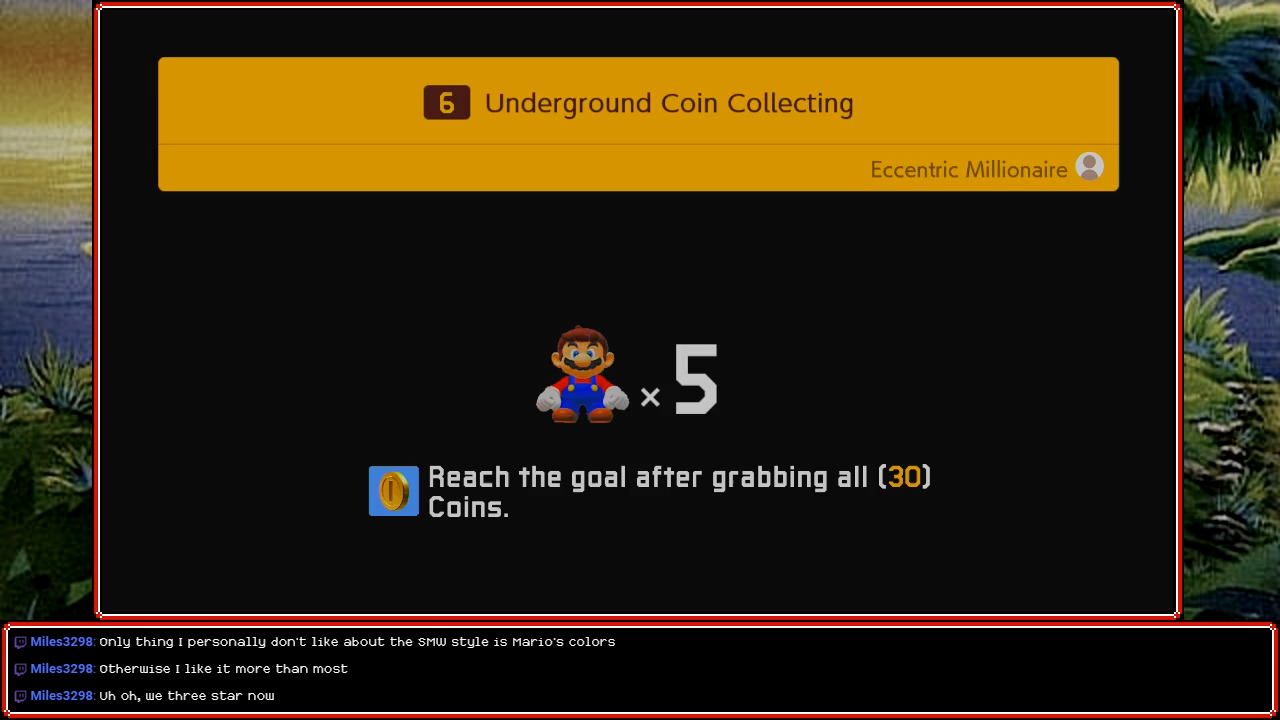 6 Underground Coin Collecting
Eccentric Millionaire
× 5
Reach the goal after grabbing all (30)
Coins.
Miles3298: Only thing I personally don't like about the SMW style is Mario's colors
Miles3298: Otherwise I like it more than most
Miles3298: Uh oh, we three star now